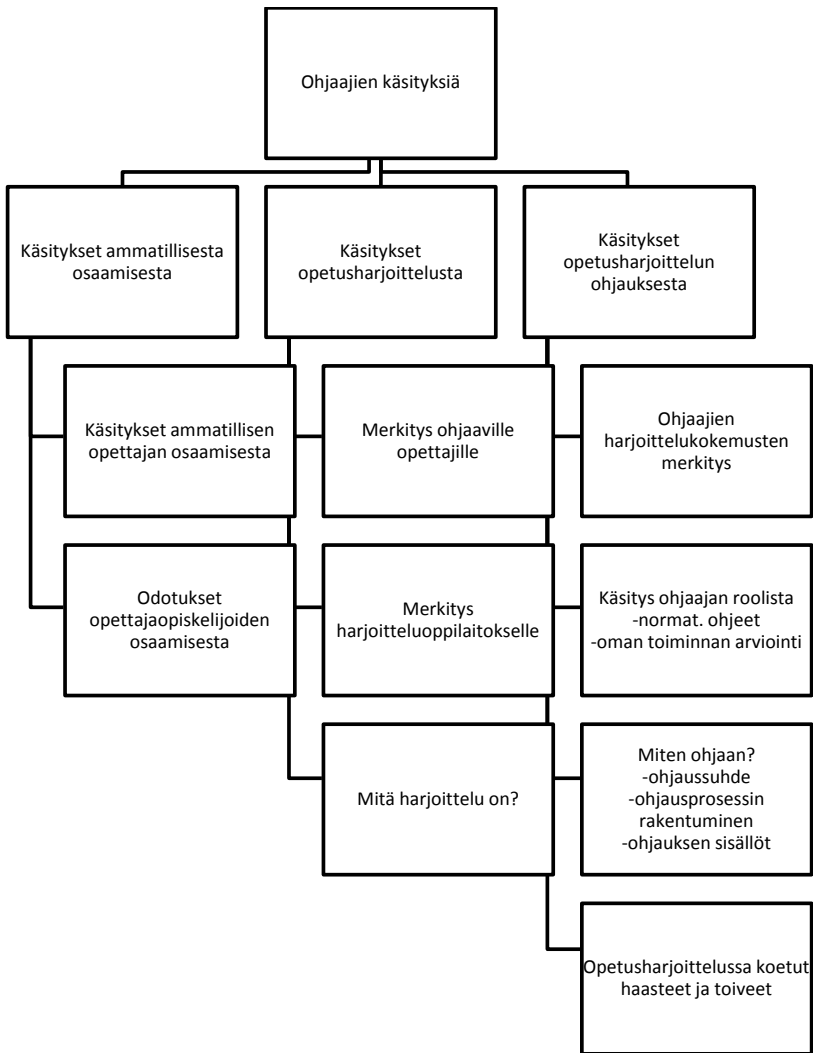 Ohjaajien käsityksiä
Käsitykset ammatillisesta
osaamisesta
Käsitykset
opetusharjoittelusta
Käsitykset
opetusharjoittelun
ohjauksesta
Käsitykset ammatillisen
opettajan osaamisesta
Merkitys ohjaaville
opettajille
Ohjaajien
harjoittelukokemusten
merkitys
Odotukset
opettajaopiskelijoiden
osaamisesta
Merkitys
harjoitteluoppilaitokselle
Käsitys ohjaajan roolista
-normat. ohjeet
-oman toiminnan arviointi
Mitä harjoittelu on?
Miten ohjaan?
-ohjaussuhde
-ohjausprosessin
rakentuminen
-ohjauksen sisällöt
Opetusharjoittelussa koetut
haasteet ja toiveet